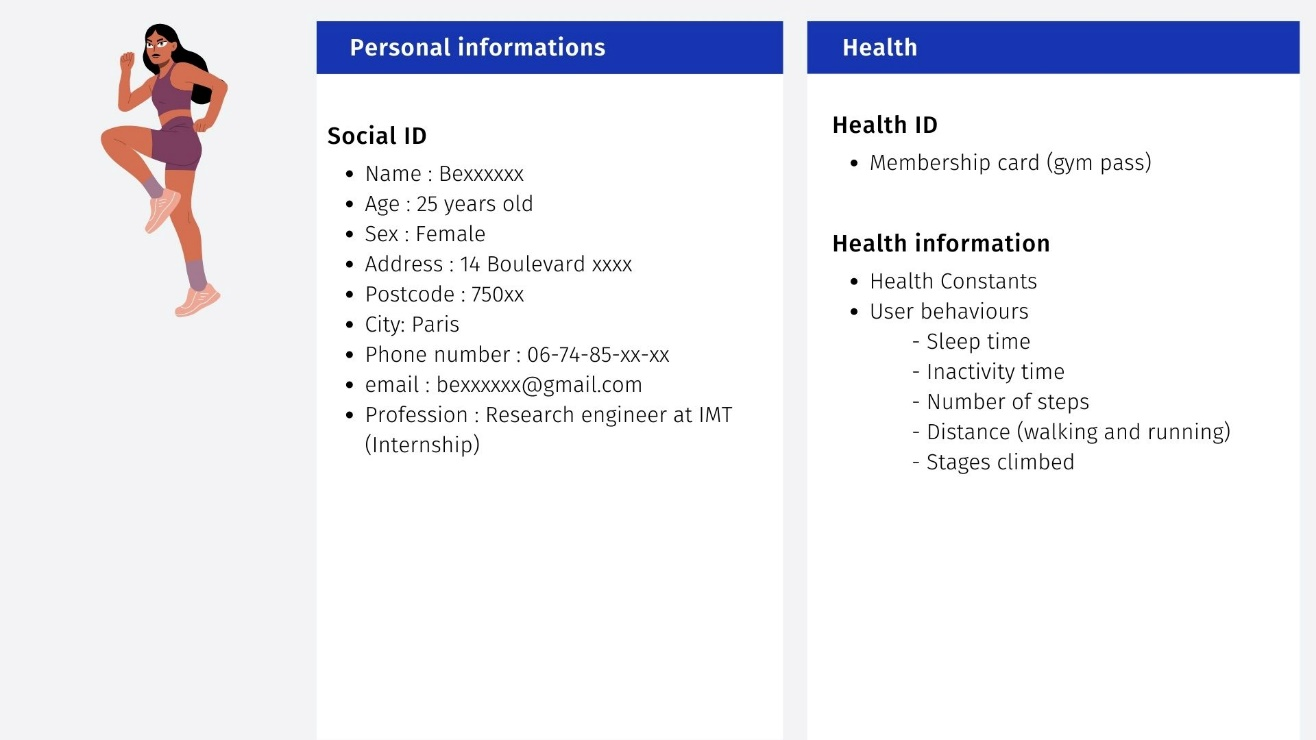 Personal informations
Social ID
• Name : Bexxxxxx
• Age : 25 years old
• Sex : Female
• Address : 14 Boulevard xxxx
• Postcode : 750xx
• City: Paris
• Phone number : 06-74-85-xx-xx
• email : bexxxxxx@gmail.com
• Profession : Research engineer at IMT
(Internship)
Health
Health ID
• Membership card (gym pass)
Health information
• Health Constants
• User behaviours
- Sleep time
- Inactivity time
- Number of steps
- Distance (walking and running)
- Stages climbed